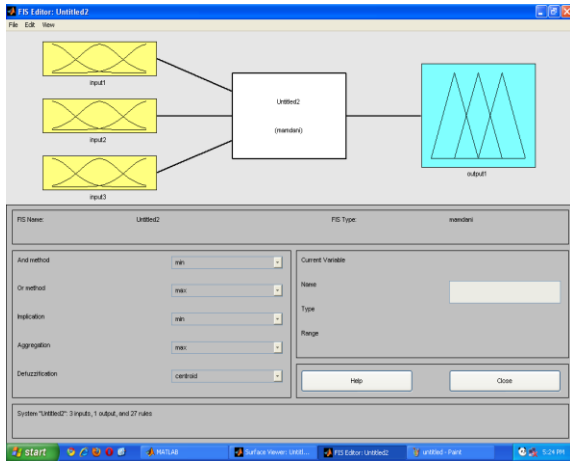 FIS Editor: Untitled2
File Edit View
input1
input2
input3
Untitled2
(mamdani)
output1
FIS Name: Untitled2 FIS Type: mamdani
And method min
Or method max
Implication min
Aggregation max
Defuzzification centroid
Current Variable
Name
Type
Range
Help Close
System "Untitled2": 3 inputs, 1 output, and 27 rules
start MATLAB Surface Viewer: Untitl... FIS Editor: Untitled2 untitled - Paint 5:24 PM